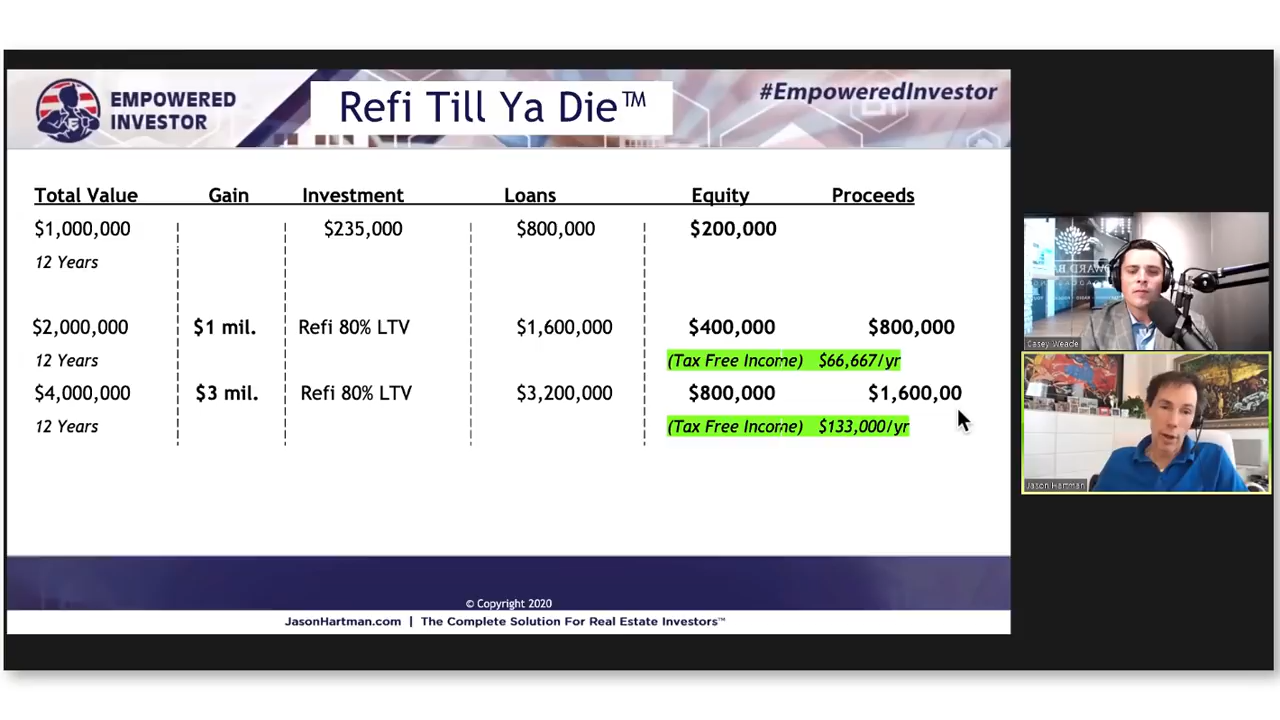 EMPOWERED
INVESTOR
Refi Till Ya Die™
#EmpoweredInvestor
Total Value Gain Investment Loans Equity Proceeds
$1,000,000 $235,000 $800,000 $200,000
12 Years
$2,000,000 $1 mil. Refi 80% LTV $1,600,000 $400,000 $800,000
12 Years (Tax Free Income) $66,667/yr
$4,000,000 $3 mil. Refi 80% LTV $3,200,000 $800,000 $1,600,00
12 Years (Tax Free Income) $133,000/yr
© Copyright 2020
JasonHartman.com | The Complete Solution For Real Estate Investors™
Casey Weade
Jason Hartman